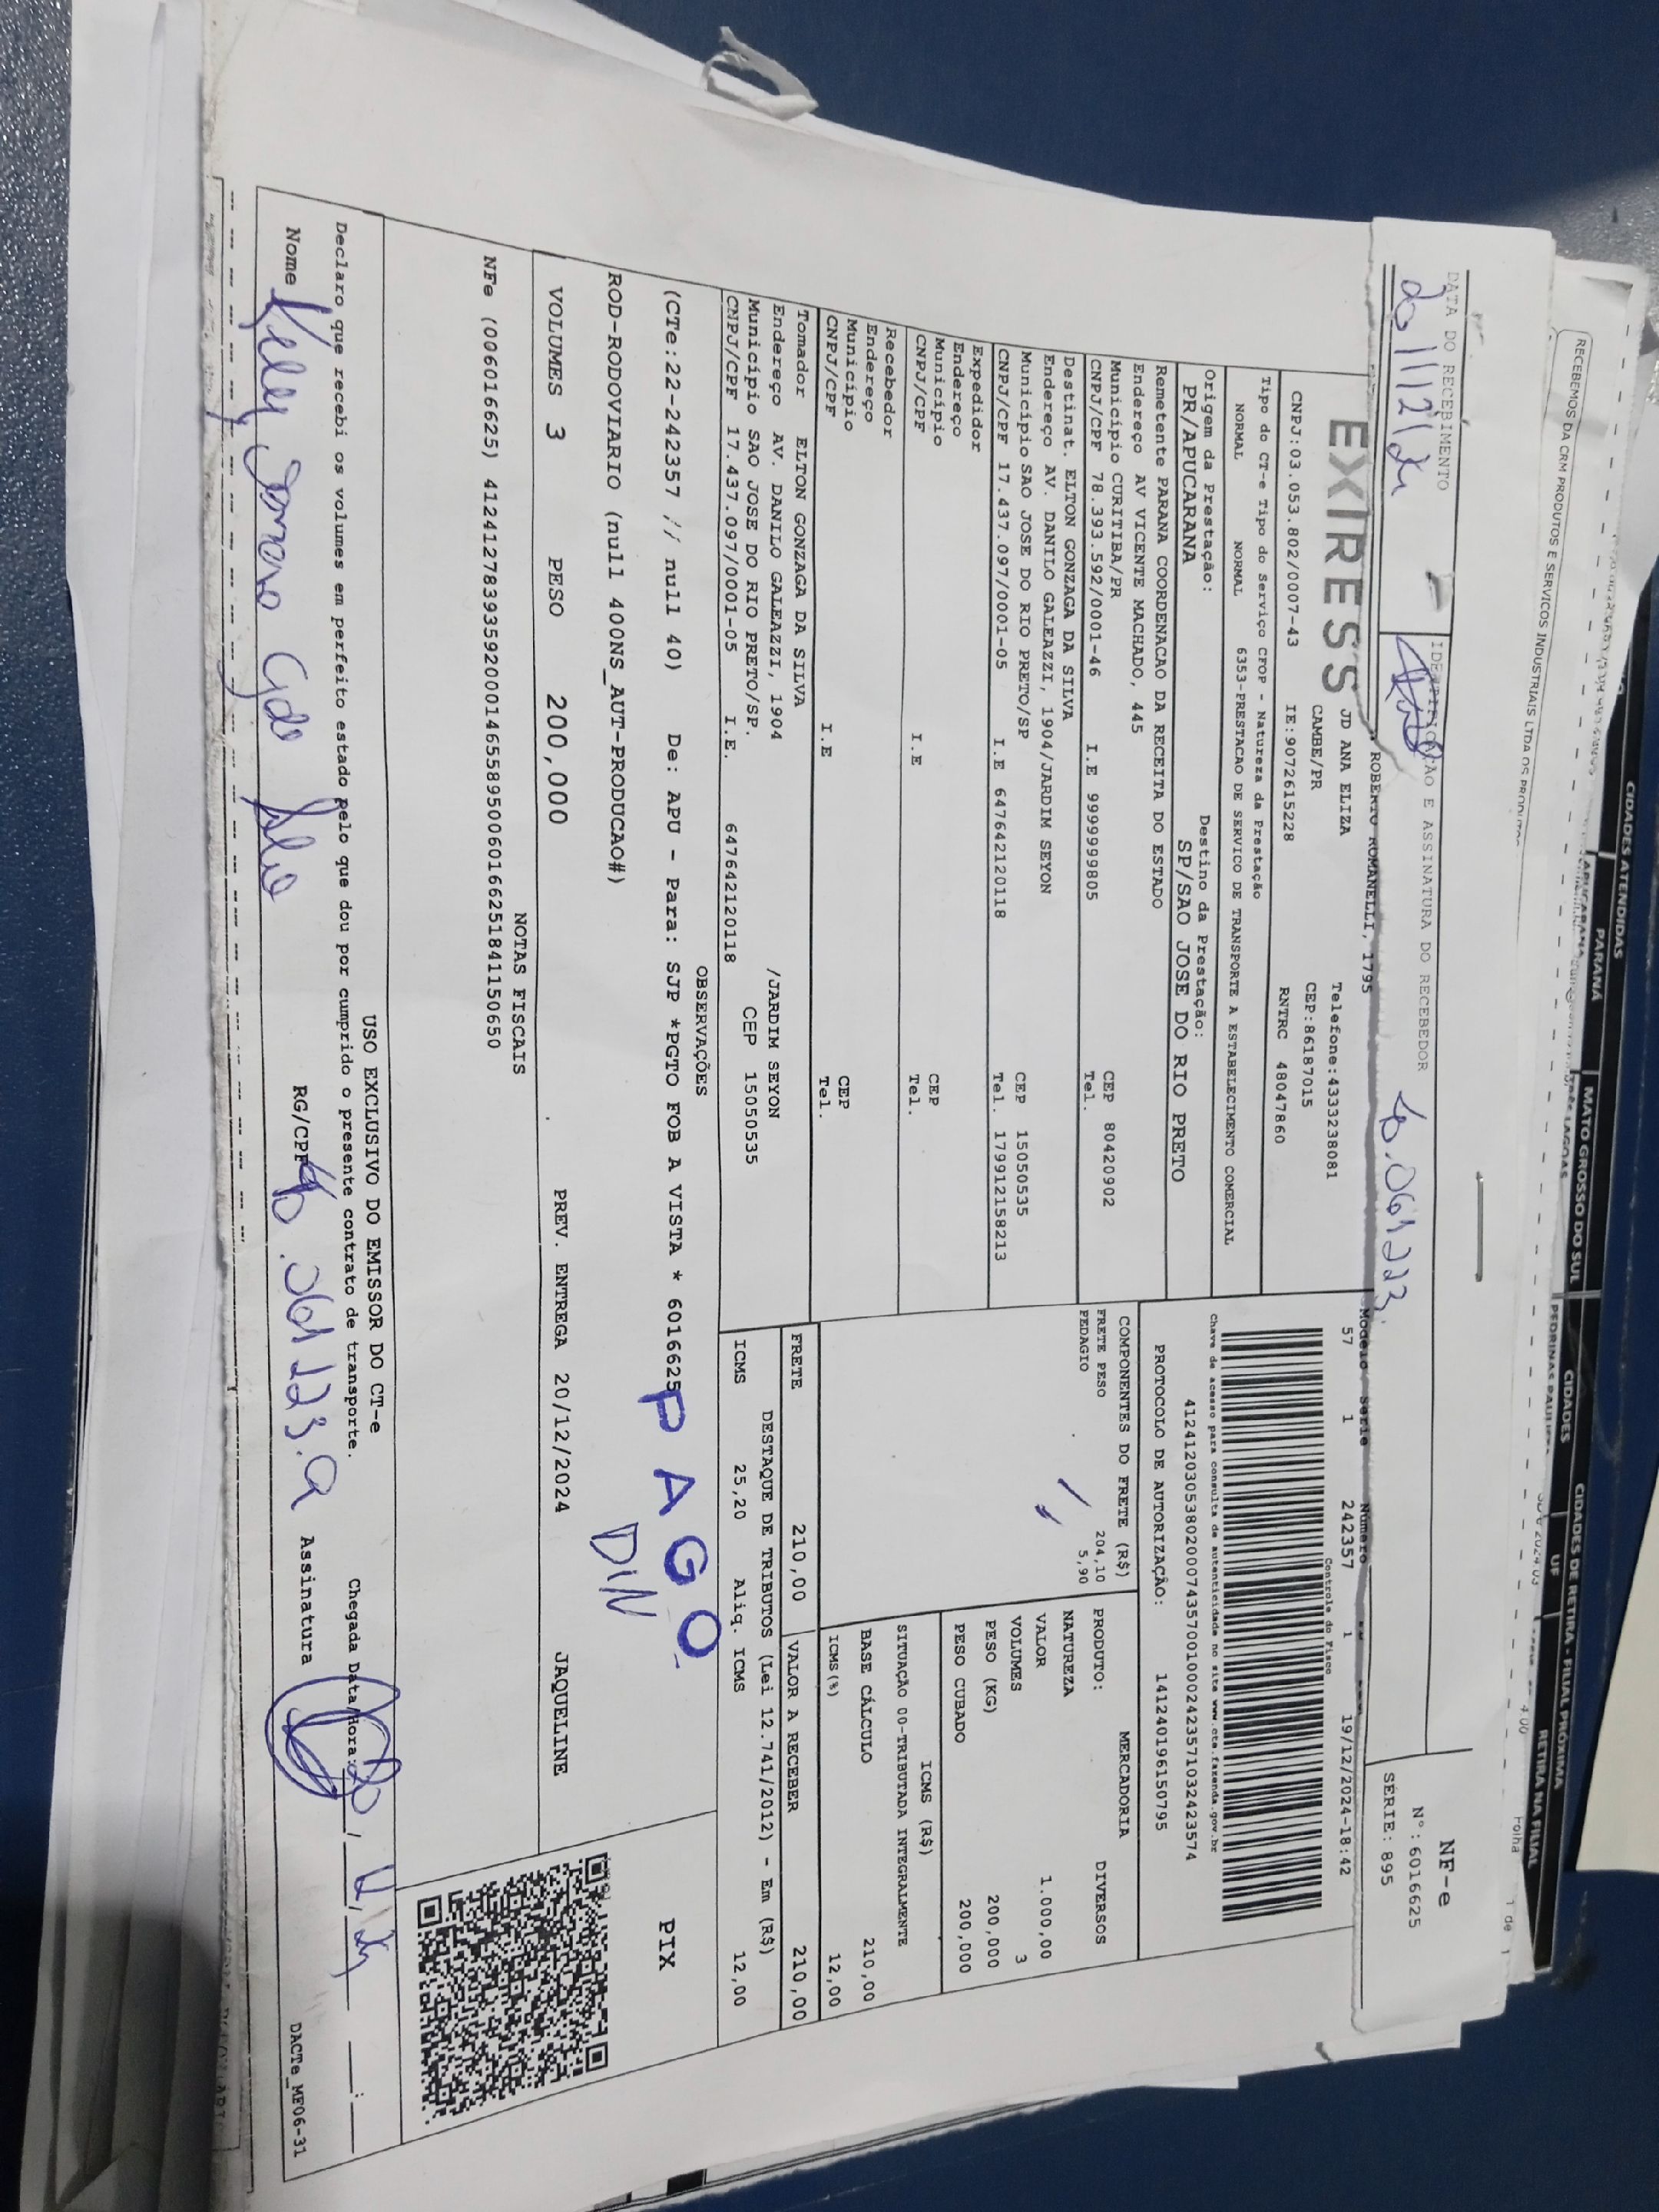 CIDADES ATENDIDAS
PARANÁ
MATO GROSSO DO SUL
CIDADES
CIDADES DE RETIRA - FILIAL PRÓXIMA
UF
RETIRA NA FILIAL
RECEBEMOS DA CRM PRODUTOS E SERVICOS INDUSTRIAIS LTDA OS PRODUTOS
Folha 1 de 1
DATA DO RECEBIMENTO
20/12/24
IDENTIFICAÇÃO E ASSINATURA DO RECEBEDOR
40.061223
NF-e
N°: 6016625
SÉRIE: 895
EXPRESS
ROBERTO ROMANELLI, 1795
JD ANA ELIZA Telefone:4333238081
CAMBE/PR CEP:86187015
CNPJ:03.053.802/0007-43 IE:9072615228 RNTRC 48047860
Modelo Serie Número
57 1 242357 1 19/12/2024-18:42
Controle do Fisco
Tipo do CT-e Tipo do Serviço CFOP - Natureza da Prestação
NORMAL NORMAL 6353-PRESTACAO DE SERVICO DE TRANSPORTE A ESTABELECIMENTO COMERCIAL
Chave de acesso para consulta de autenticidade no site www.cte.fazenda.gov.br
41241203053802000743570010002423571032423574
Origem da Prestação: Destino da Prestação:
PR/APUCARANA SP/SAO JOSE DO RIO PRETO
PROTOCOLO DE AUTORIZAÇÃO: 141240196150795
Remetente PARANA COORDENACAO DA RECEITA DO ESTADO
Endereço AV VICENTE MACHADO, 445
Município CURITIBA/PR CEP 80420902
CNPJ/CPF 78.393.592/0001-46 I.E 9999999805 Tel.
Destinat. ELTON GONZAGA DA SILVA
Endereço AV. DANILO GALEAZZI, 1904/JARDIM SEYON
Município SAO JOSE DO RIO PRETO/SP CEP 15050535
CNPJ/CPF 17.437.097/0001-05 I.E 647642120118 Tel. 179912158213
Expedidor
Endereço
Município CEP
CNPJ/CPF I.E Tel.
Recebedor
Endereço
Município CEP
CNPJ/CPF I.E Tel.
Tomador ELTON GONZAGA DA SILVA
Endereço AV. DANILO GALEAZZI, 1904 /JARDIM SEYON
Município SAO JOSE DO RIO PRETO/SP. CEP 15050535
CNPJ/CPF 17.437.097/0001-05 I.E. 647642120118
COMPONENTES DO FRETE (R$)
FRETE PESO 204,10
PEDAGIO 5,90
MERCADORIA
PRODUTO: DIVERSOS
NATUREZA
VALOR 1.000,00
VOLUMES 3
PESO (KG) 200,000
PESO CUBADO 200,000
ICMS (R$)
SITUAÇÃO 00-TRIBUTADA INTEGRALMENTE
BASE CÁLCULO 210,00
ICMS(%) 12,00
FRETE 210,00 VALOR A RECEBER 210,00
DESTAQUE DE TRIBUTOS (Lei 12.741/2012) - Em (R$)
ICMS 25,20 Aliq. ICMS 12,00
OBSERVAÇÕES
(CTe:22-242357 // null 40) De: APU - Para: SJP *PGTO FOB A VISTA * 6016625
ROD-RODOVIARIO (null 400NS_AUT-PRODUCAO#)
PAGO
DIN
PIX
VOLUMES 3 PESO 200,000 PREV. ENTREGA 20/12/2024 JAQUELINE
NOTAS FISCAIS
NFe (006016625) 41241278393592000146558950060166251841150650
USO EXCLUSIVO DO EMISSOR DO CT-e
Declaro que recebi os volumes em perfeito estado pelo que dou por cumprido o presente contrato de transporte.
Chegada Data/Hora:
Nome RG/CPF Assinatura
DACTe_MF06-31